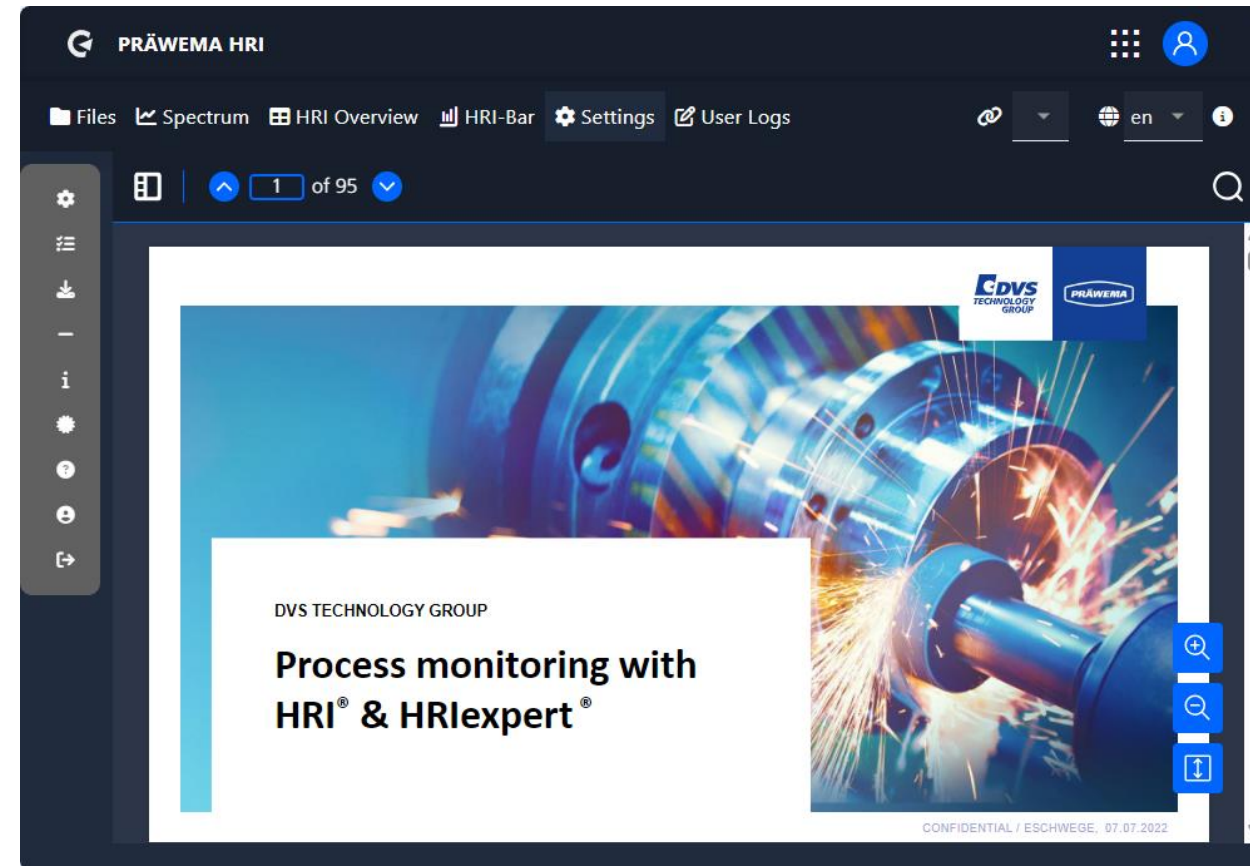 PRÄWEMA HRI
Files Spectrum HRI Overview HRI-Bar Settings User Logs en
1 of 95
DVS
TECHNOLOGY
GROUP
PRÄWEMA
DVS TECHNOLOGY GROUP
Process monitoring with
HRI® & HRIexpert®
CONFIDENTIAL / ESCHWEGE, 07.07.2022